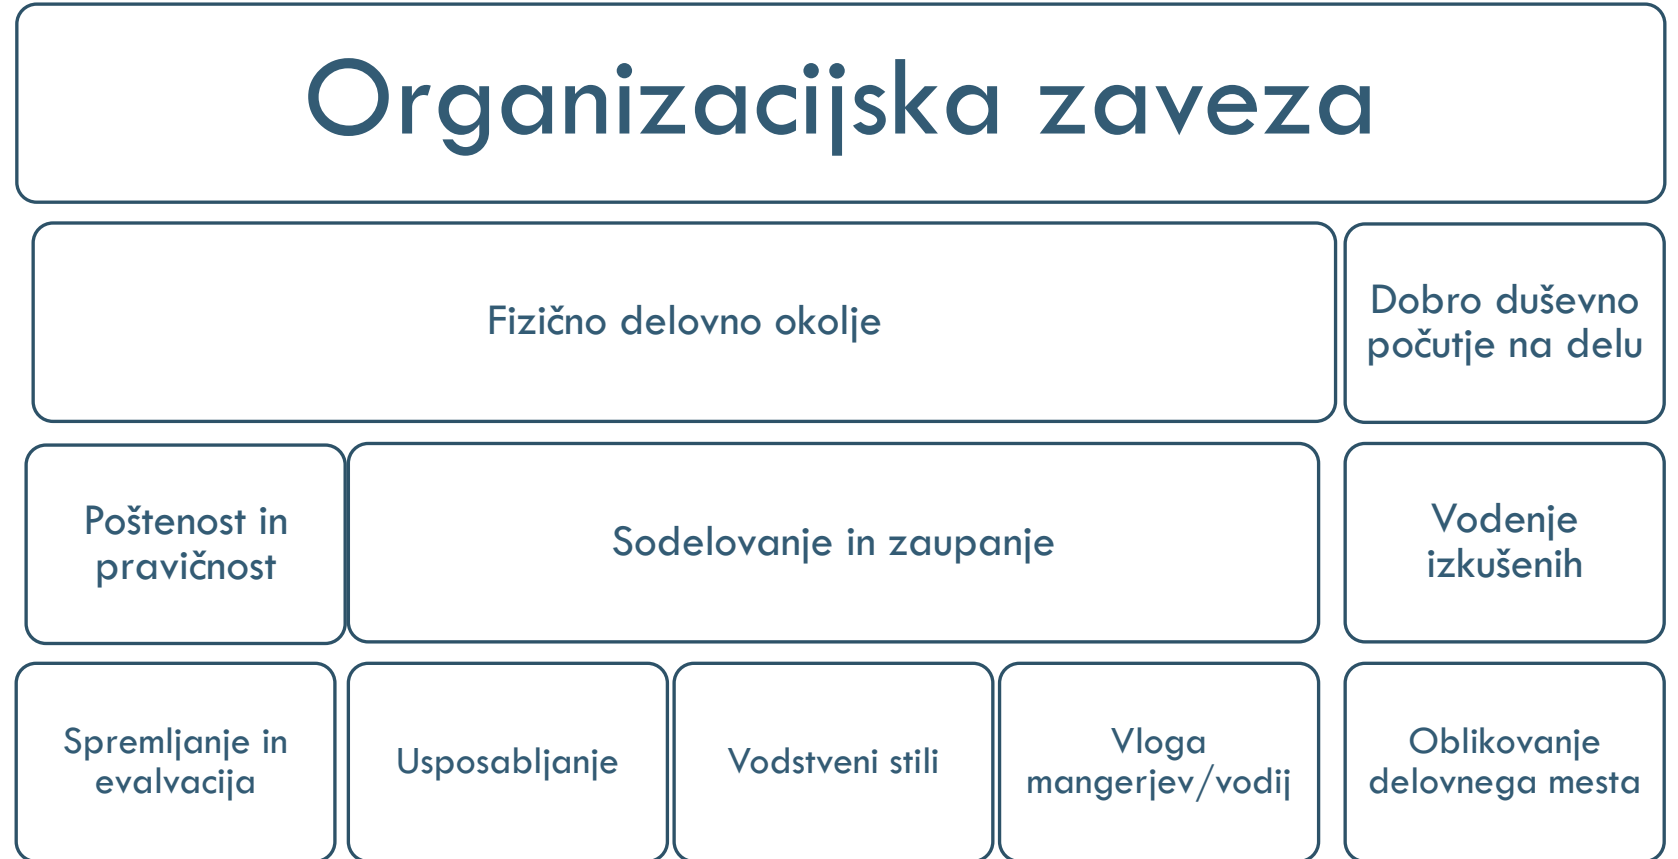 Organizacijska zaveza
Fizično delovno okolje
Dobro duševno
počutje na delu
Poštenost in
pravičnost
Sodelovanje in zaupanje
Vodenje
izkušenih
Spremljanje in
evalvacija
Usposabljanje
Vodstveni stili
Vloga
mangerjev/vodij
Oblikovanje
delovnega mesta